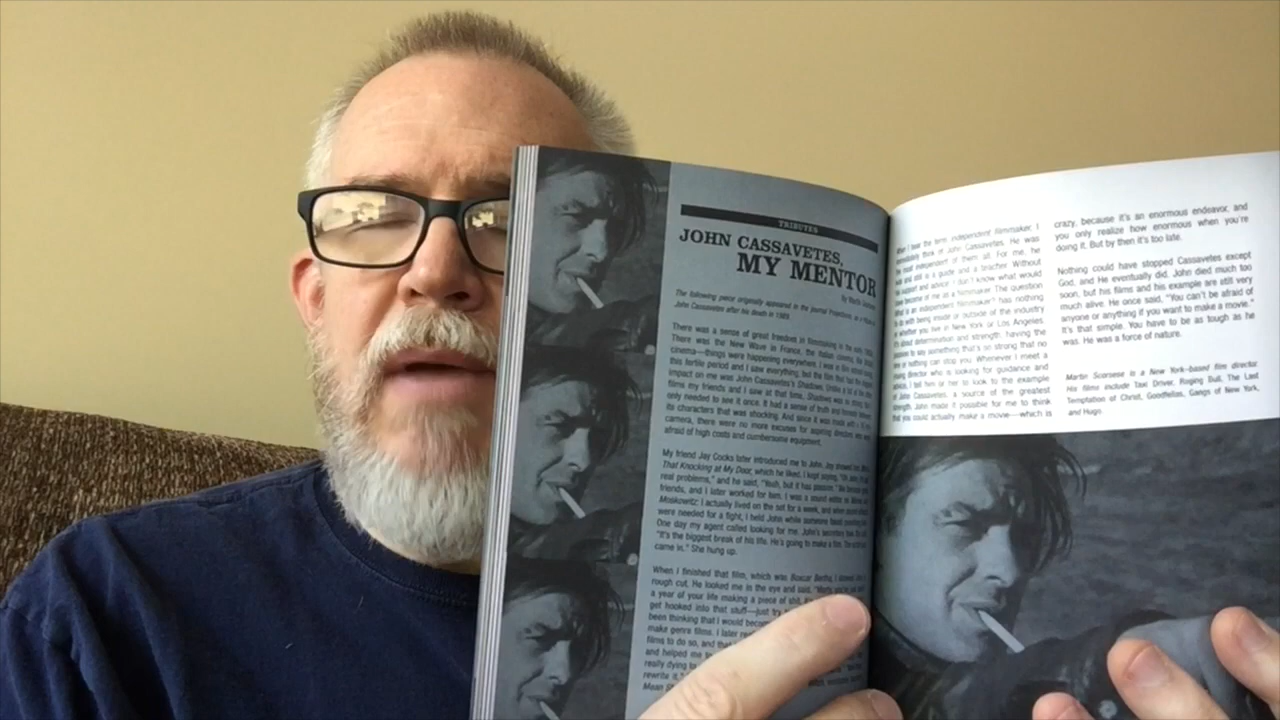 TRIBUTES
JOHN CASSAVETES,
MY MENTOR
By Martin Scorsese
The following piece originally appeared in the journal Projections, as a tribute to
John Cassavetes after his death in 1989.
There was a sense of great freedom in filmmaking in the early
There was the New Wave in France, the Italian cinema,
cinema—things were happening everywhere. I was in film school
this fertile period and I saw everything, but the film that had the biggest
impact on me was John Cassavetes's Shadows. Unlike a lot of the
films my friends and I saw at that time, Shadows was so strong
only needed to see it once. It had a sense of truth and honesty
its characters that was shocking. And since it was made with a
camera, there were no more excuses for aspiring directors who were
afraid of high costs and cumbersome equipment.
My friend Jay Cocks later introduced me to John. Jay showed him
That Knocking at My Door, which he liked. I kept saying,
real problems," and he said, "Yeah, but it has passion." We became
friends, and I later worked for him. I was a sound editor on Minnie and
Moskowitz; I actually lived on the set for a week, and when
were needed for a fight, I held John while someone
One day my agent called looking for me. John's secretary
"It's the biggest break of his life. He's going to make a film.
came in." She hung up.
When I finished that film, which was Boxcar Bertha, I showed
rough cut. He looked me in the eye and said, "Marty,
a year of your life making a piece of shit.
get hooked into that stuff—just try
been thinking that I would become
make genre films. I later
films to do so, and that
and helped me to
really dying to
rewrite it."
Mean
When I hear the term independent filmmaker, I
immediately think of John Cassavetes. He was
the most independent of them all. For me, he
was and still is a guide and a teacher. Without
his support and advice I don't know what would
have become of me as a filmmaker. The question
what is an independent filmmaker? has nothing
to do with being inside or outside of the industry
or whether you live in New York or Los Angeles.
It's about determination and strength, having the
passion to say something that's so strong that no
one or nothing can stop you. Whenever I meet a
young director who is looking for guidance and
advice, I tell him or her to look to the example
of John Cassavetes, a source of the greatest
strength. John made it possible for me to think
that you could actually make a movie—which is
crazy, because it's an enormous endeavor, and
you only realize how enormous when you're
doing it. But by then it's too late.
Nothing could have stopped Cassavetes except
God, and He eventually did. John died much too
soon, but his films and his example are still very
much alive. He once said, "You can't be afraid of
anyone or anything if you want to make a movie."
It's that simple. You have to be as tough as he
was. He was a force of nature.
Martin Scorsese is a New York–based film director.
His films include Taxi Driver, Raging Bull, The Last
Temptation of Christ, Goodfellas, Gangs of New York,
and Hugo.